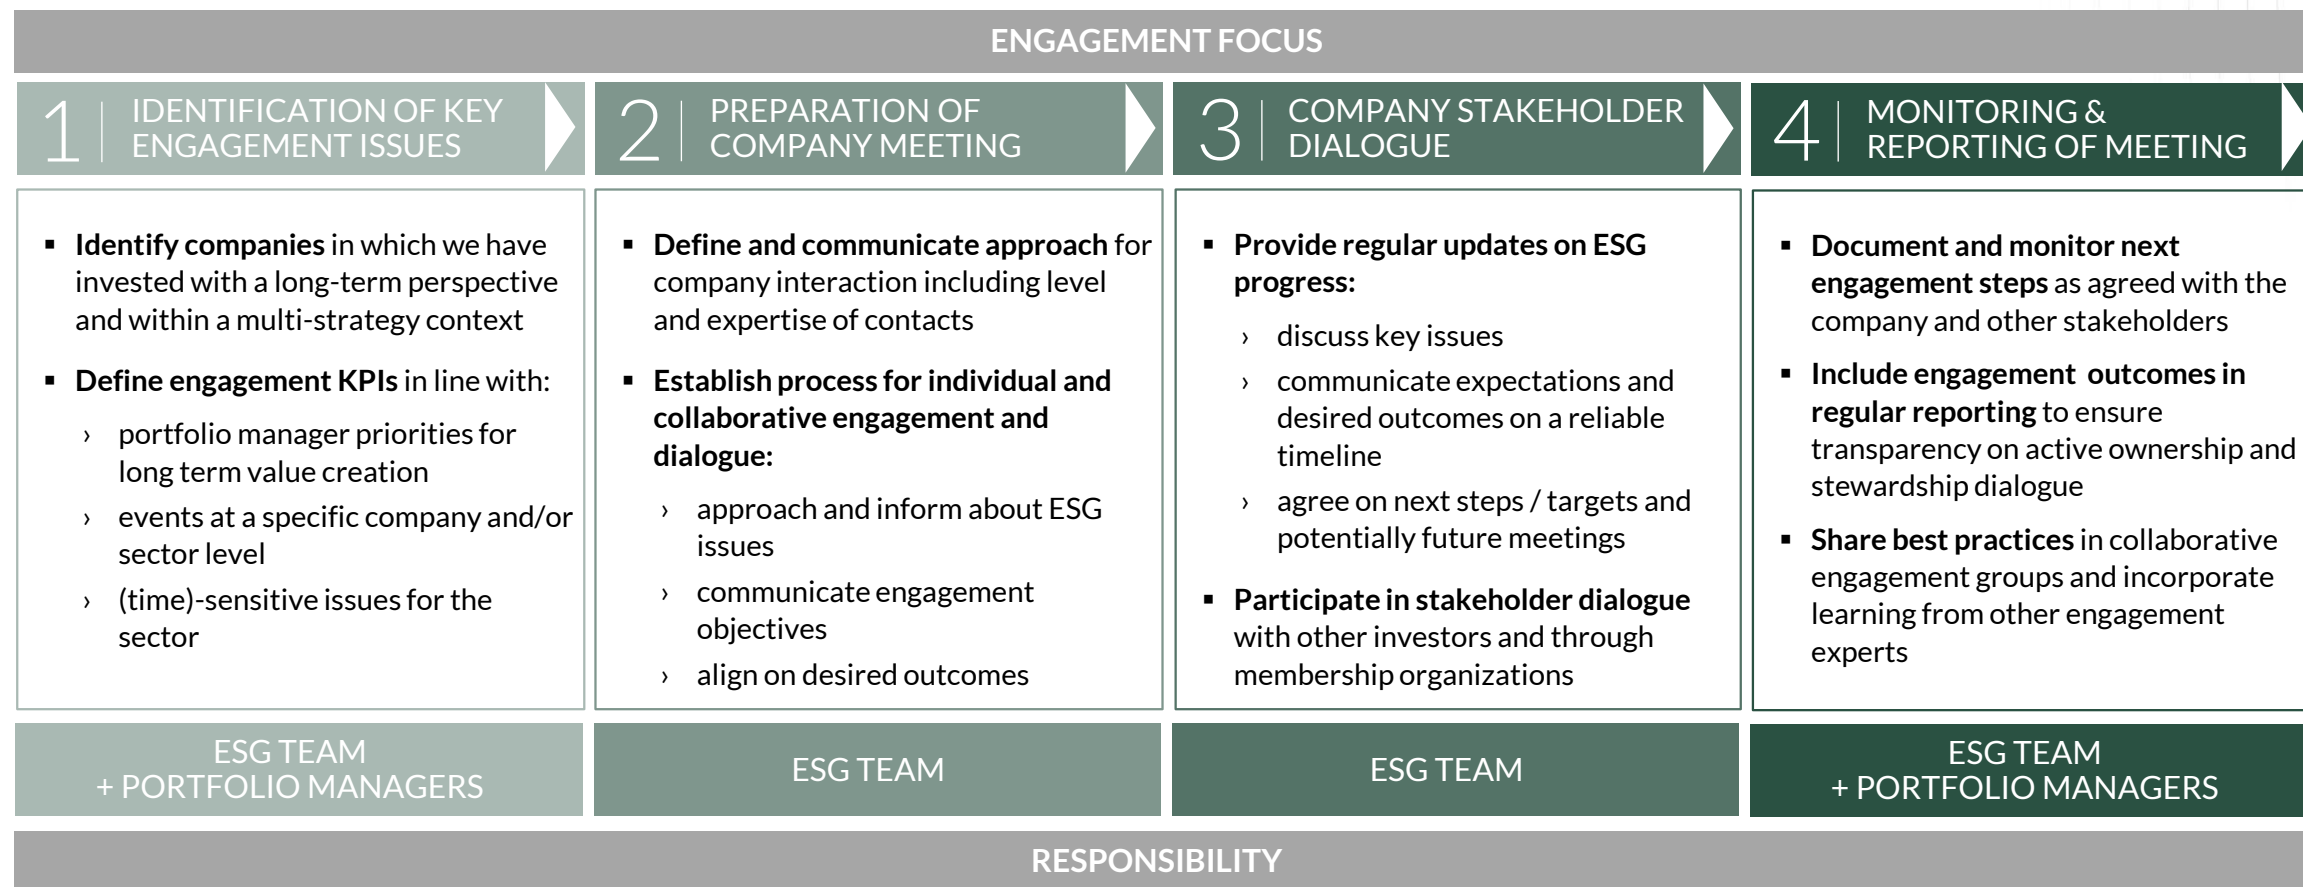 ENGAGEMENT FOCUS
1
IDENTIFICATION OF KEY
ENGAGEMENT ISSUES
▪ Identify companies in which we have
invested with a long-term perspective
and within a multi-strategy context
▪ Define engagement KPIs in line with:
› portfolio manager priorities for
long term value creation
› events at a specific company and/or
sector level
› (time)-sensitive issues for the
sector
ESG TEAM
+ PORTFOLIO MANAGERS
2
PREPARATION OF
COMPANY MEETING
▪ Define and communicate approach for
company interaction including level
and expertise of contacts
▪ Establish process for individual and
collaborative engagement and
dialogue:
› approach and inform about ESG
issues
› communicate engagement
objectives
› align on desired outcomes
ESG TEAM
3
COMPANY STAKEHOLDER
DIALOGUE
▪ Provide regular updates on ESG
progress:
› discuss key issues
› communicate expectations and
desired outcomes on a reliable
timeline
› agree on next steps / targets and
potentially future meetings
▪ Participate in stakeholder dialogue
with other investors and through
membership organizations
ESG TEAM
4
MONITORING &
REPORTING OF MEETING
▪ Document and monitor next
engagement steps as agreed with the
company and other stakeholders
▪ Include engagement outcomes in
regular reporting to ensure
transparency on active ownership and
stewardship dialogue
▪ Share best practices in collaborative
engagement groups and incorporate
learning from other engagement
experts
ESG TEAM
+ PORTFOLIO MANAGERS
RESPONSIBILITY